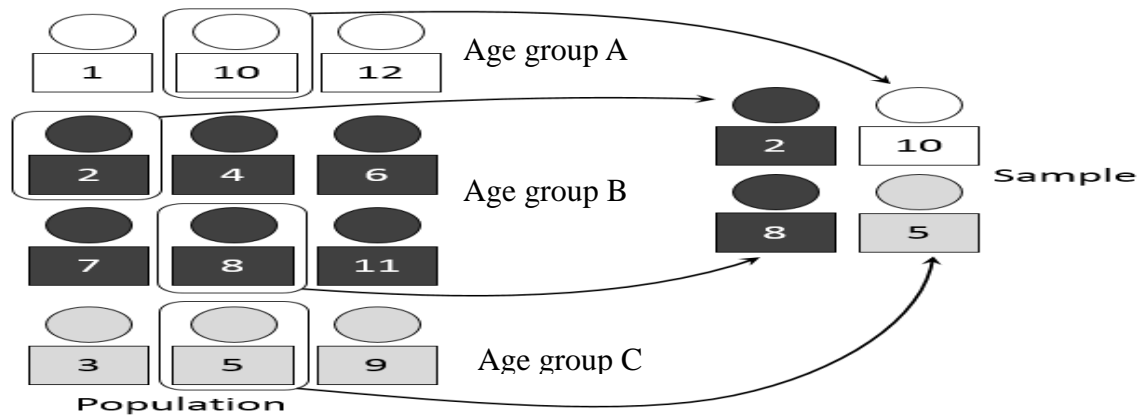 1 10 12 Age group A
2 4 6
Age group B
7 8 11
3 5 9 Age group C
Population
2 10
Sample
8 5